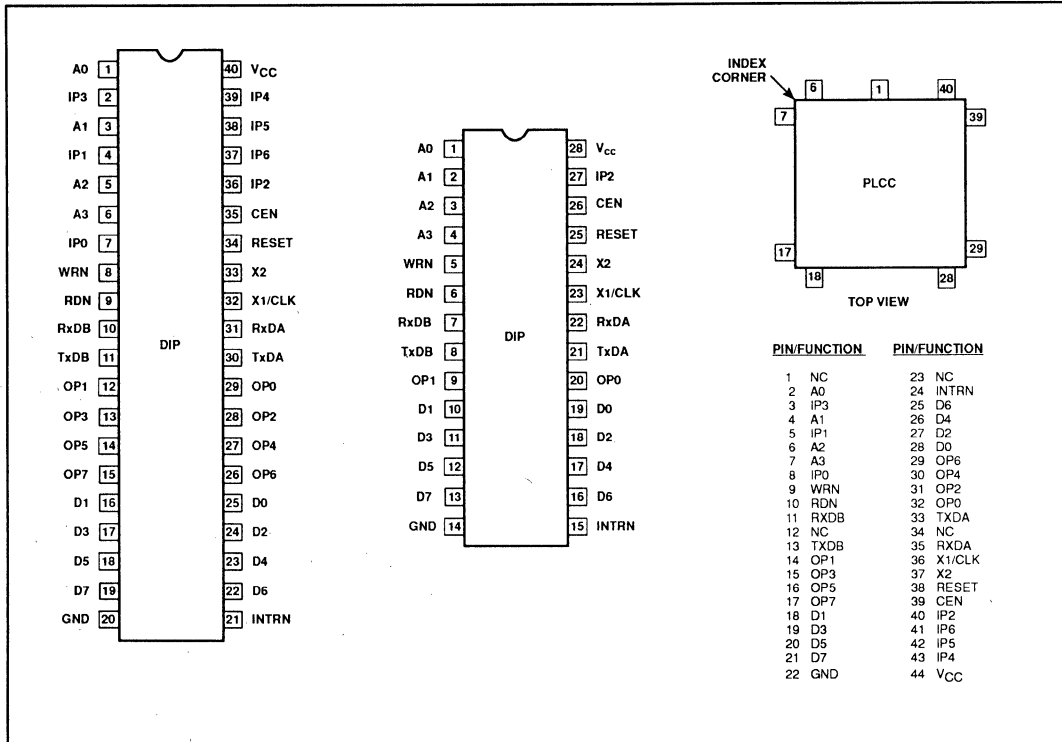 A0 1 40 VCC
IP3 2 39 IP4
A1 3 38 IP5
IP1 4 37 IP6
A2 5 36 IP2
A3 6 35 CEN
IP0 7 34 RESET
WRN 8 33 X2
RDN 9 32 X1/CLK
RxDB 10 31 RxDA
DIP
TxDB 11 30 TxDA
OP1 12 29 OP0
OP3 13 28 OP2
OP5 14 27 OP4
OP7 15 26 OP6
D1 16 25 D0
D3 17 24 D2
D5 18 23 D4
D7 19 22 D6
GND 20 21 INTRN
A0 1 28 Vcc
A1 2 27 IP2
A2 3 26 CEN
A3 4 25 RESET
WRN 5 24 X2
RDN 6 23 X1/CLK
RxDB 7 22 RxDA
DIP
TxDB 8 21 TxDA
OP1 9 20 OP0
D1 10 19 D0
D3 11 18 D2
D5 12 17 D4
D7 13 16 D6
GND 14 15 INTRN
INDEX
CORNER
6 1 40
7 39
PLCC
17 29
18 28
TOP VIEW
PIN/FUNCTION PIN/FUNCTION
1 NC 23 NC
2 A0 24 INTRN
3 IP3 25 D6
4 A1 26 D4
5 IP1 27 D2
6 A2 28 D0
7 A3 29 OP6
8 IP0 30 OP4
9 WRN 31 OP2
10 RDN 32 OP0
11 RXDB 33 TXDA
12 NC 34 NC
13 TXDB 35 RXDA
14 OP1 36 X1/CLK
15 OP3 37 X2
16 OP5 38 RESET
17 OP7 39 CEN
18 D1 40 IP2
19 D3 41 IP6
20 D5 42 IP5
21 D7 43 IP4
22 GND 44 VCC